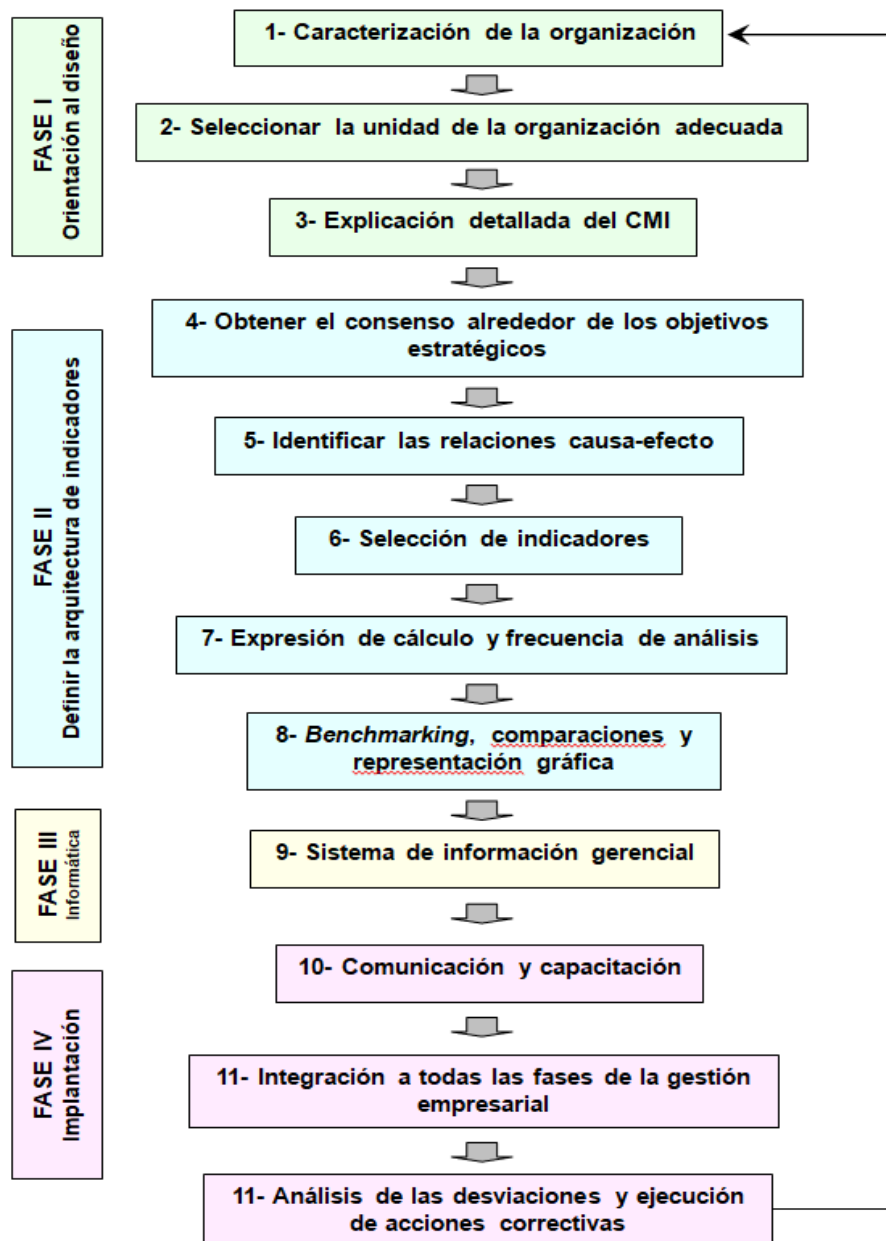 FASE I
Orientación al diseño
1- Caracterización de la organización
2- Seleccionar la unidad de la organización adecuada
3- Explicación detallada del CMI
FASE II
Definir la arquitectura de indicadores
4- Obtener el consenso alrededor de los objetivos
estratégicos
5- Identificar las relaciones causa-efecto
6- Selección de indicadores
7- Expresión de cálculo y frecuencia de análisis
8- Benchmarking, comparaciones y
representación gráfica
FASE III
Informática
9- Sistema de información gerencial
FASE IV
Implantación
10- Comunicación y capacitación
11- Integración a todas las fases de la gestión
empresarial
11- Análisis de las desviaciones y ejecución
de acciones correctivas